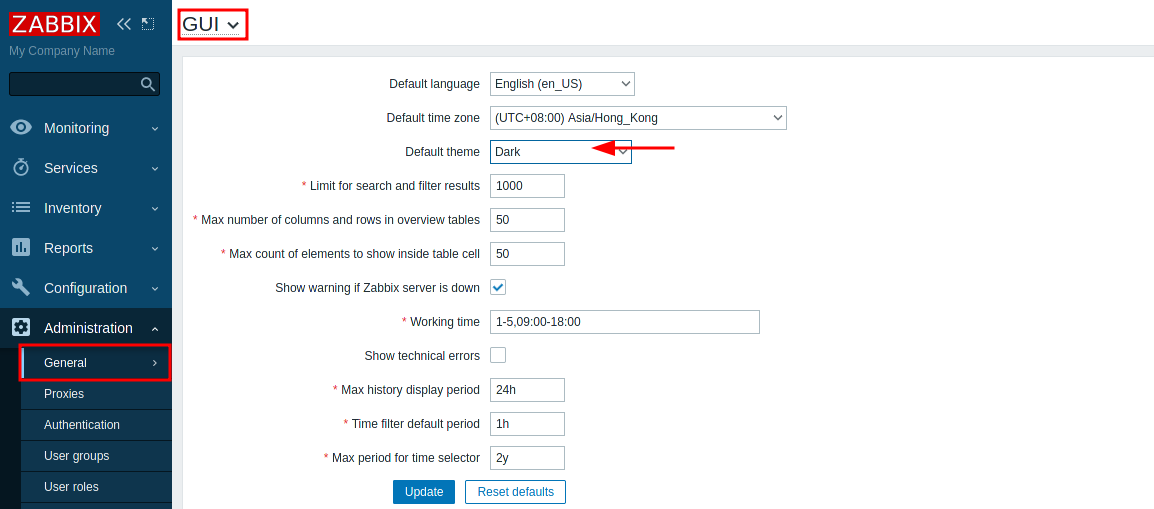 ZABBIX
My Company Name
Monitoring
Services
Inventory
Reports
Configuration
Administration
General
Proxies
Authentication
User groups
User roles
GUI
Default language English (en_US)
Default time zone (UTC+08:00) Asia/Hong_Kong
Default theme Dark
* Limit for search and filter results 1000
* Max number of columns and rows in overview tables 50
* Max count of elements to show inside table cell 50
Show warning if Zabbix server is down
* Working time 1-5,09:00-18:00
Show technical errors
* Max history display period 24h
* Time filter default period 1h
* Max period for time selector 2y
Update Reset defaults